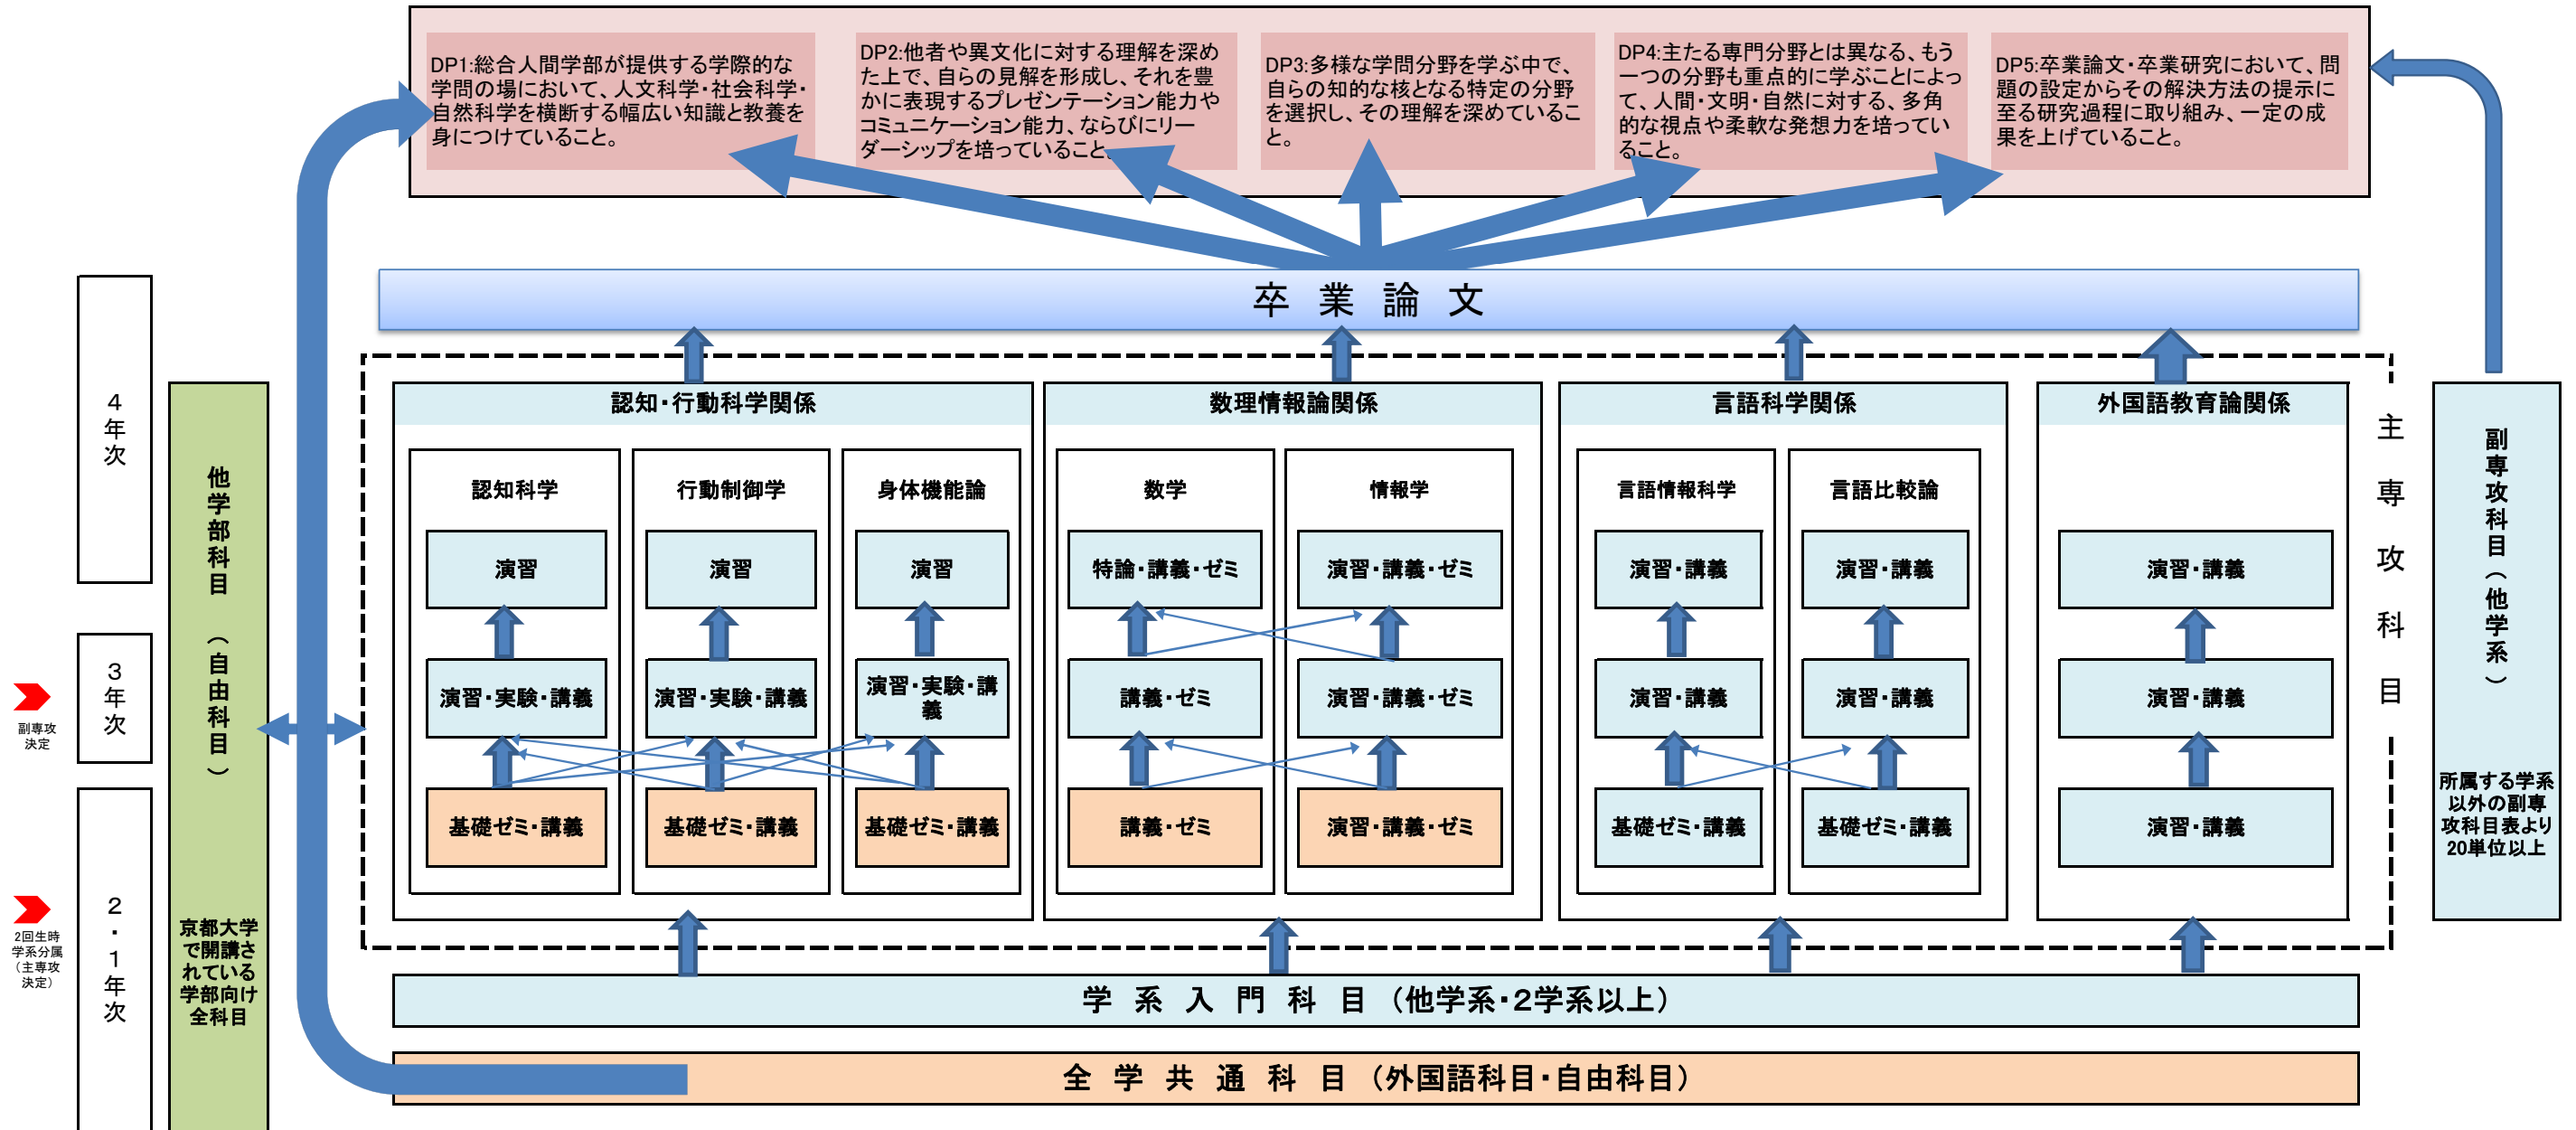 DP1:総合人間学部が提供する学際的な
学問の場において、人文科学・社会科学・
自然科学を横断する幅広い知識と教養を
身につけていること。
DP2:他者や異文化に対する理解を深め
た上で、自らの見解を形成し、それを豊
かに表現するプレゼンテーション能力や
コミュニケーション能力、ならびにリー
ダーシップを培っていること。
DP3:多様な学問分野を学ぶ中で、
自らの知的な核となる特定の分野
を選択し、その理解を深めているこ
と。
DP4:主たる専門分野とは異なる、もう
一つの分野も重点的に学ぶことによっ
て、人間・文明・自然に対する、多角
的な視点や柔軟な発想力を培ってい
ること。
DP5:卒業論文・卒業研究において、問
題の設定からその解決方法の提示に
至る研究過程に取り組み、一定の成
果を上げていること。
卒業論文
4年次
3年次
2・1年次
副専攻
決定
2回生時
学系分属
(主専攻
決定)
他学部科目(自由科目)
京都大学
で開講さ
れている
学部向け
全科目
認知・行動科学関係
認知科学
演習
演習・実験・講義
基礎ゼミ・講義
行動制御学
演習
演習・実験・講義
基礎ゼミ・講義
身体機能論
演習
演習・実験・講
義
基礎ゼミ・講義
数理情報論関係
数学
特論・講義・ゼミ
講義・ゼミ
講義・ゼミ
情報学
演習・講義・ゼミ
演習・講義・ゼミ
演習・講義・ゼミ
言語科学関係
言語情報科学
演習・講義
演習・講義
基礎ゼミ・講義
言語比較論
演習・講義
演習・講義
基礎ゼミ・講義
外国語教育論関係
演習・講義
演習・講義
演習・講義
主専攻科目
副専攻科目(他学系)
所属する学系
以外の副専
攻科目表より
20単位以上
学系入門科目(他学系・2学系以上)
全学共通科目(外国語科目・自由科目)